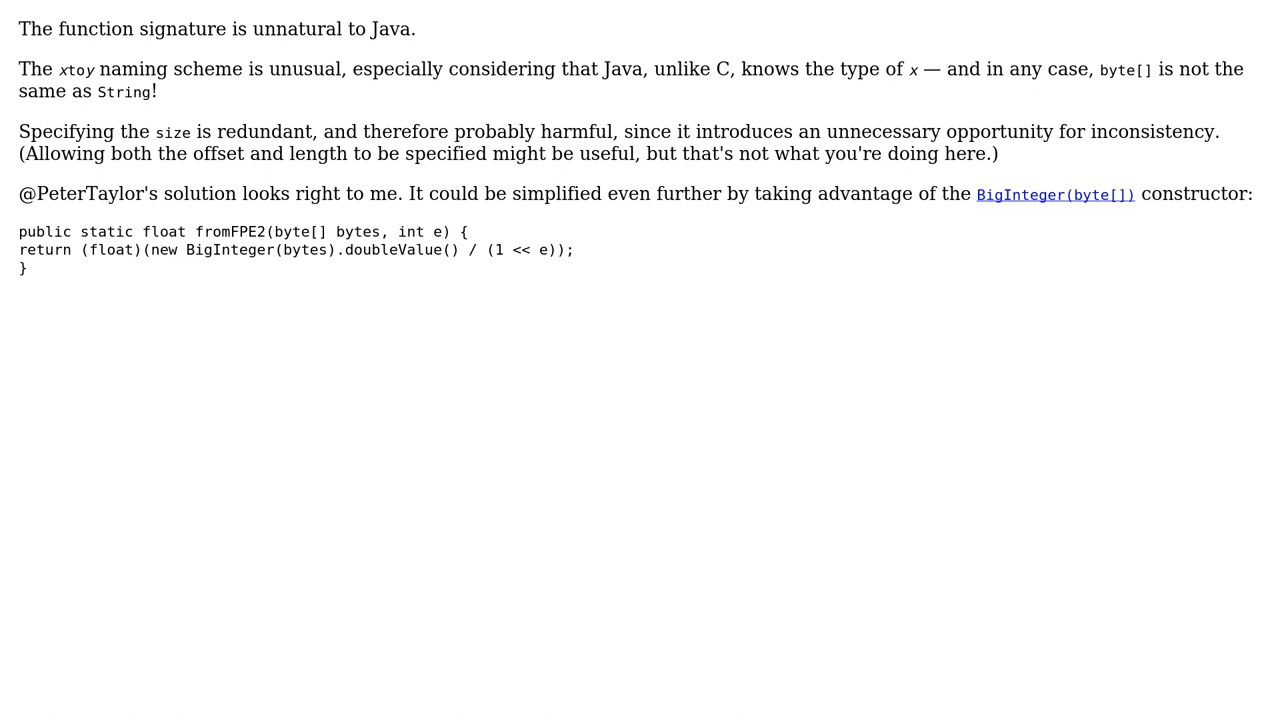 The function signature is unnatural to Java.
The xtoy naming scheme is unusual, especially considering that Java, unlike C, knows the type of x — and in any case, byte[] is not the
same as String!
Specifying the size is redundant, and therefore probably harmful, since it introduces an unnecessary opportunity for inconsistency.
(Allowing both the offset and length to be specified might be useful, but that's not what you're doing here.)
@PeterTaylor's solution looks right to me. It could be simplified even further by taking advantage of the BigInteger(byte[]) constructor:
public static float fromFPE2(byte[] bytes, int e) {
return (float)(new BigInteger(bytes).doubleValue() / (1 << e));
}